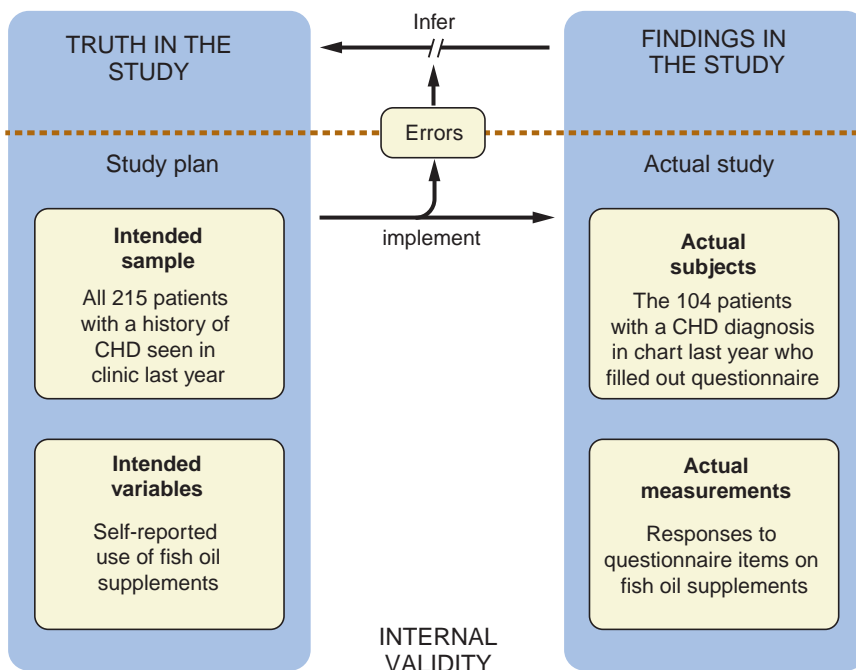 TRUTH IN THE
STUDY
Infer
FINDINGS IN
THE STUDY
Errors
Study plan
Actual study
implement
Intended
sample
All 215 patients
with a history of
CHD seen in
clinic last year
Actual
subjects
The 104 patients
with a CHD diagnosis
in chart last year who
filled out questionnaire
Intended
variables
Self-reported
use of fish oil
supplements
Actual
measurements
Responses to
questionnaire items on
fish oil supplements
INTERNAL
VALIDITY